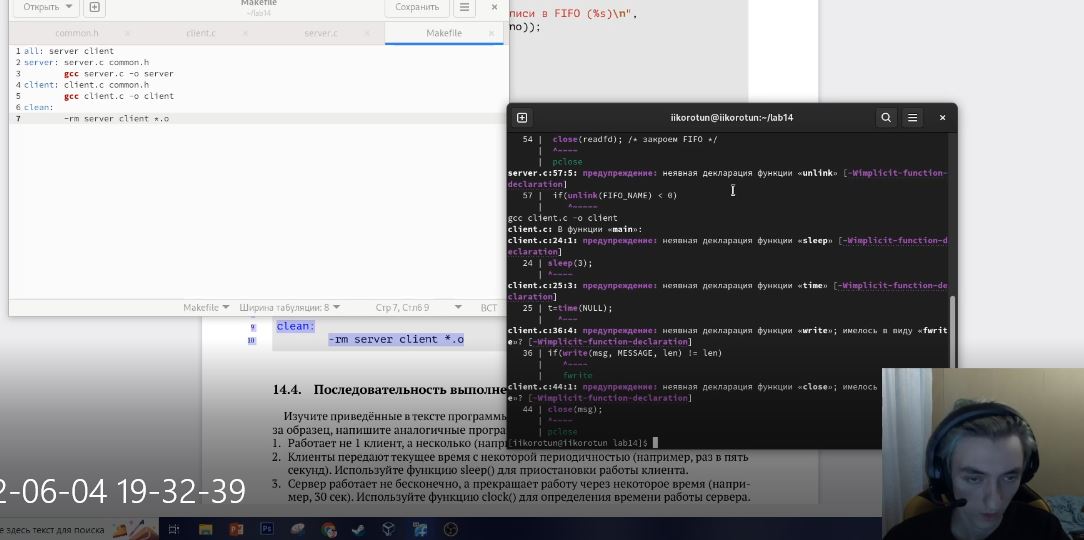 Открыть
Makefile
~/lab14
Сохранить
common.h
client.c
server.c
Makefile
1 all: server client
2 server: server.c common.h
3 gcc server.c -o server
4 client: client.c common.h
5 gcc client.c -o client
6 clean:
7 -rm server client *.o
Makefile
Ширина табуляции: 8
Стр 7, Стлб 9
ВСТ
писи в FIFO (%s)\n",
no));
iikorotun@iikorotun:~/lab14
54 | close(readfd); /* закроем FIFO */
| ^~~~~
| pclose
server.c:57:5: предупреждение: неявная декларация функции «unlink» [-Wimplicit-function-
declaration]
57 | if(unlink(FIFO_NAME) < 0)
| ^~~~~~
gcc client.c -o client
client.c: В функции «main»:
client.c:24:1: предупреждение: неявная декларация функции «sleep» [-Wimplicit-function-d
eclaration]
24 | sleep(3);
| ^~~~~
client.c:25:3: предупреждение: неявная декларация функции «time» [-Wimplicit-function-de
claration]
25 | t=time(NULL);
| ^~~~
client.c:36:4: предупреждение: неявная декларация функции «write»; имелось в виду «fwrit
e»? [-Wimplicit-function-declaration]
36 | if(write(msg, MESSAGE, len) != len)
| ^~~~~
| fwrite
client.c:44:1: предупреждение: неявная декларация функции «close»; имелось
e»? [-Wimplicit-function-declaration]
44 | close(msg);
| ^~~~~
| pclose
[iikorotun@iikorotun lab14]$
9 clean:
10 -rm server client *.o
14.4. Последовательность выполне
Изучите приведённые в тексте программы
за образец, напишите аналогичные програ
1. Работает не 1 клиент, а несколько (напри
2. Клиенты передают текущее время с некоторой периодичностью (например, раз в пять
секунд). Используйте функцию sleep() для приостановки работы клиента.
3. Сервер работает не бесконечно, а прекращает работу через некоторое время (напри-
мер, 30 сек). Используйте функцию clock() для определения времени работы сервера.
2-06-04 19-32-39
е здесь текст для поиска